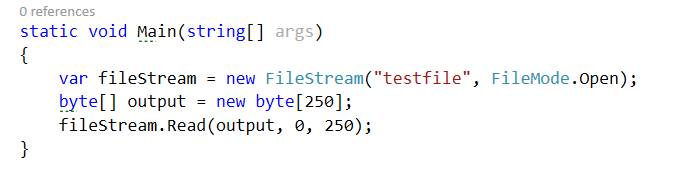 0 references
static void Main(string[] args)
{
    var fileStream = new FileStream("testfile", FileMode.Open);
    byte[] output = new byte[250];
    fileStream.Read(output, 0, 250);
}